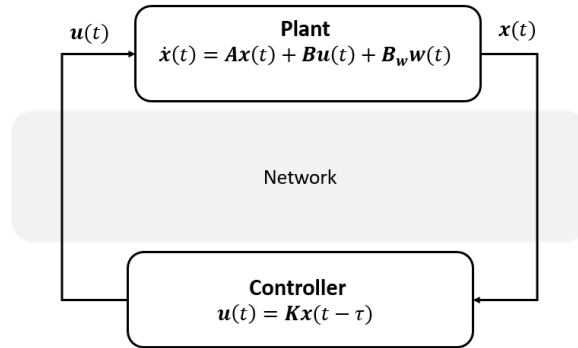 Plant
u(t)
ẋ(t) = Ax(t) + Bu(t) + B_w w(t)
x(t)
Network
Controller
u(t) = Kx(t − τ)